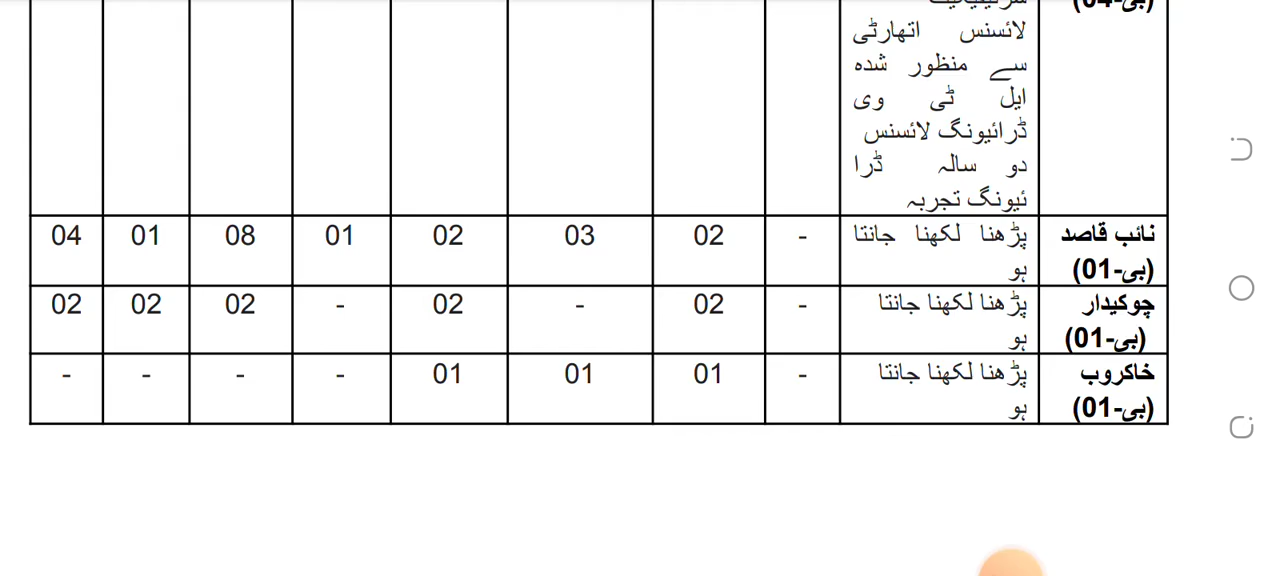 لائسنس اتھارٹی
سے منظور شدہ
ایل ٹی وی
ڈرائیونگ لائسنس
دو سالہ ڈرا
ئیونگ تجربہ
نائب قاصد (بی-01) پڑھنا لکھنا جانتا ہو - 02 03 02 01 08 01 04
چوکیدار (بی-01) پڑھنا لکھنا جانتا ہو - 02 - 02 - 02 02 02
خاکروب (بی-01) پڑھنا لکھنا جانتا ہو - 01 01 01 - - - -